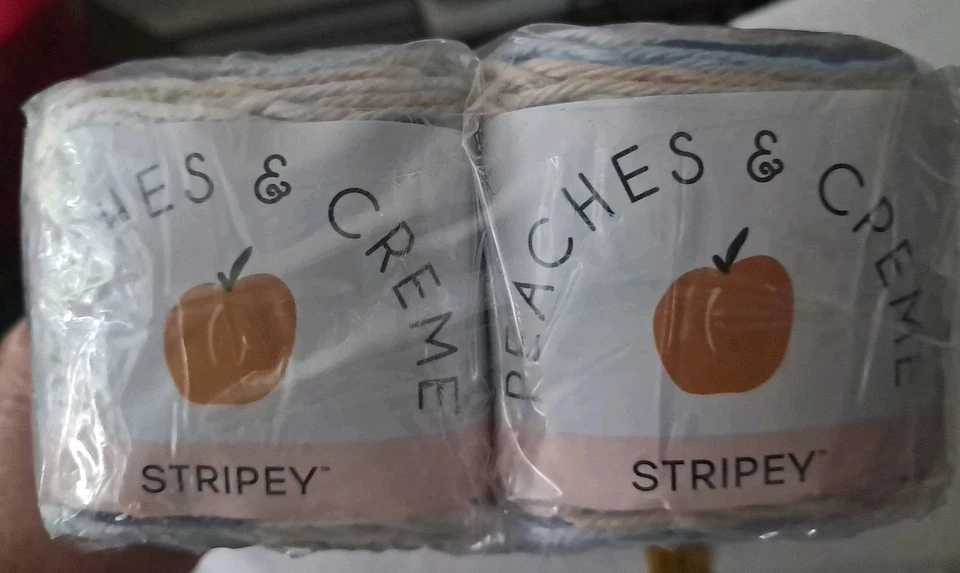 HES & CREME
STRIPEY™
PEACHES & CREME
STRIPEY™